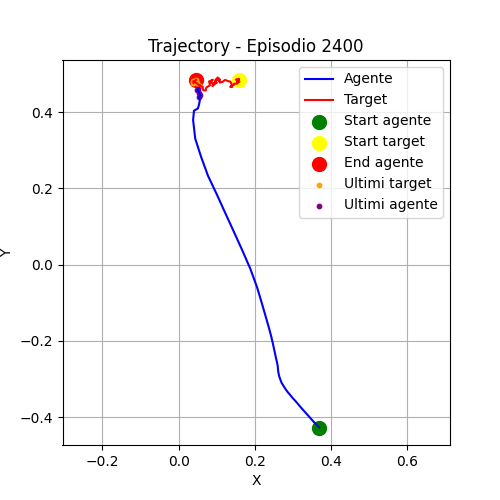 Trajectory - Episodio 2400
Agente
Target
Start agente
Start target
End agente
Ultimi target
Ultimi agente
Y
0.4
0.2
0.0
−0.2
−0.4
−0.2
0.0
0.2
0.4
0.6
X